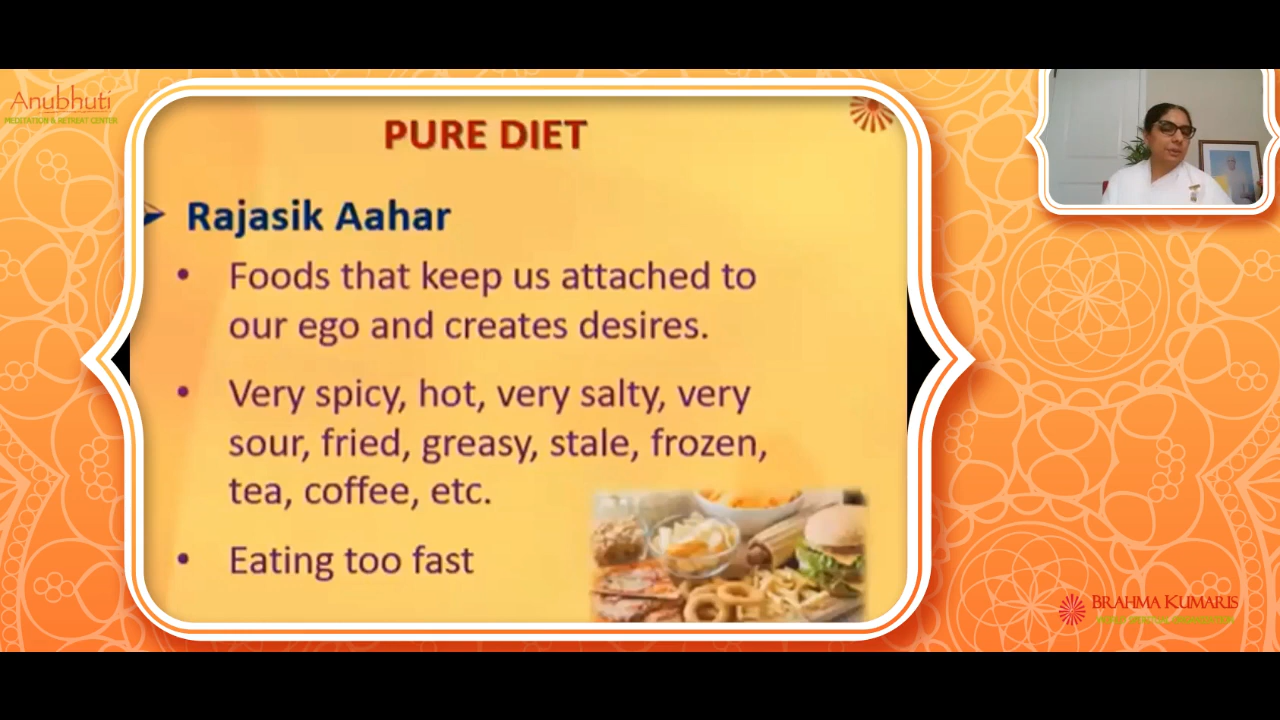 Anubhuti
MEDITATION & RETREAT CENTER
PURE DIET
Rajasik Aahar
• Foods that keep us attached to
our ego and creates desires.
• Very spicy, hot, very salty, very
sour, fried, greasy, stale, frozen,
tea, coffee, etc.
• Eating too fast
BRAHMA KUMARIS